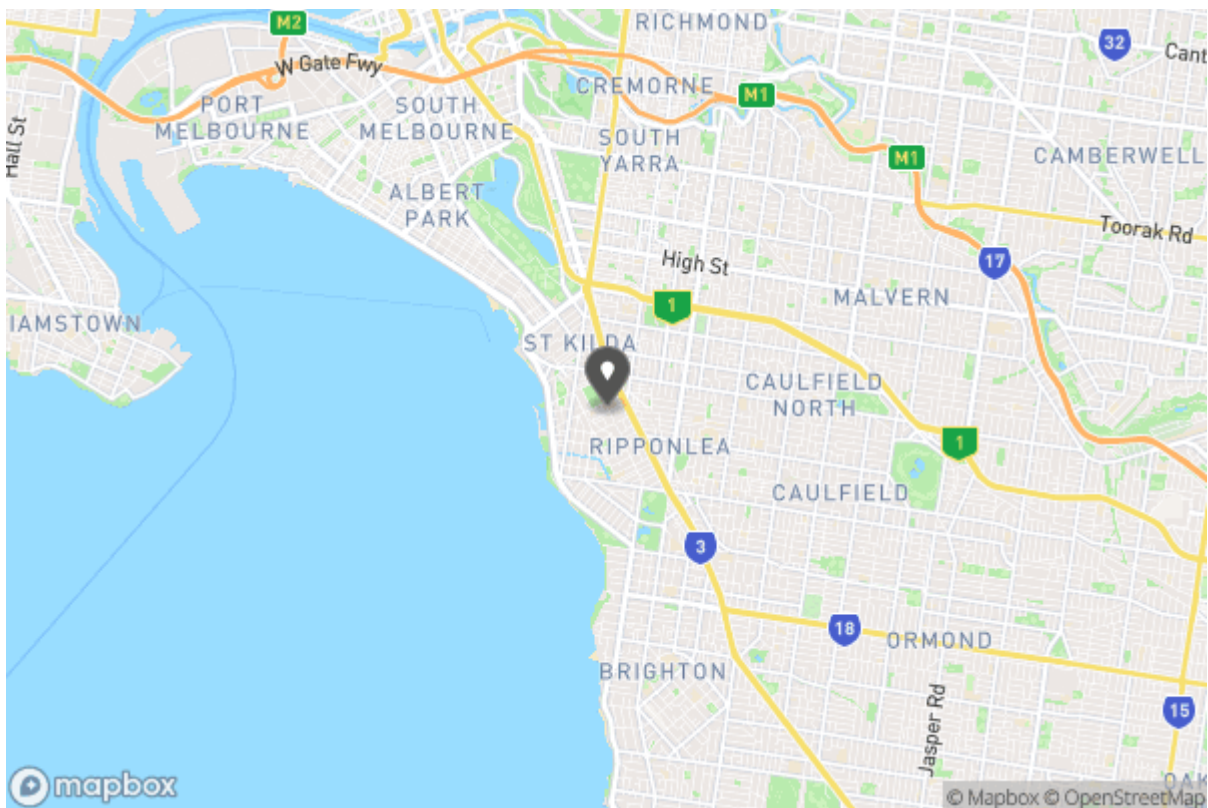 RICHMOND
M2
32
Cant
W Gate Fwy
CREMORNE
M1
PORT
MELBOURNE
SOUTH
MELBOURNE
SOUTH
YARRA
Hall St
M1
CAMBERWELL
ALBERT
PARK
Toorak Rd
High St
17
MALVERN
1
IAMSTOWN
ST KILDA
CAULFIELD
NORTH
RIPPONLEA
1
CAULFIELD
3
18
ORMOND
BRIGHTON
Jasper Rd
15
OAK
mapbox
© Mapbox © OpenStreetMap